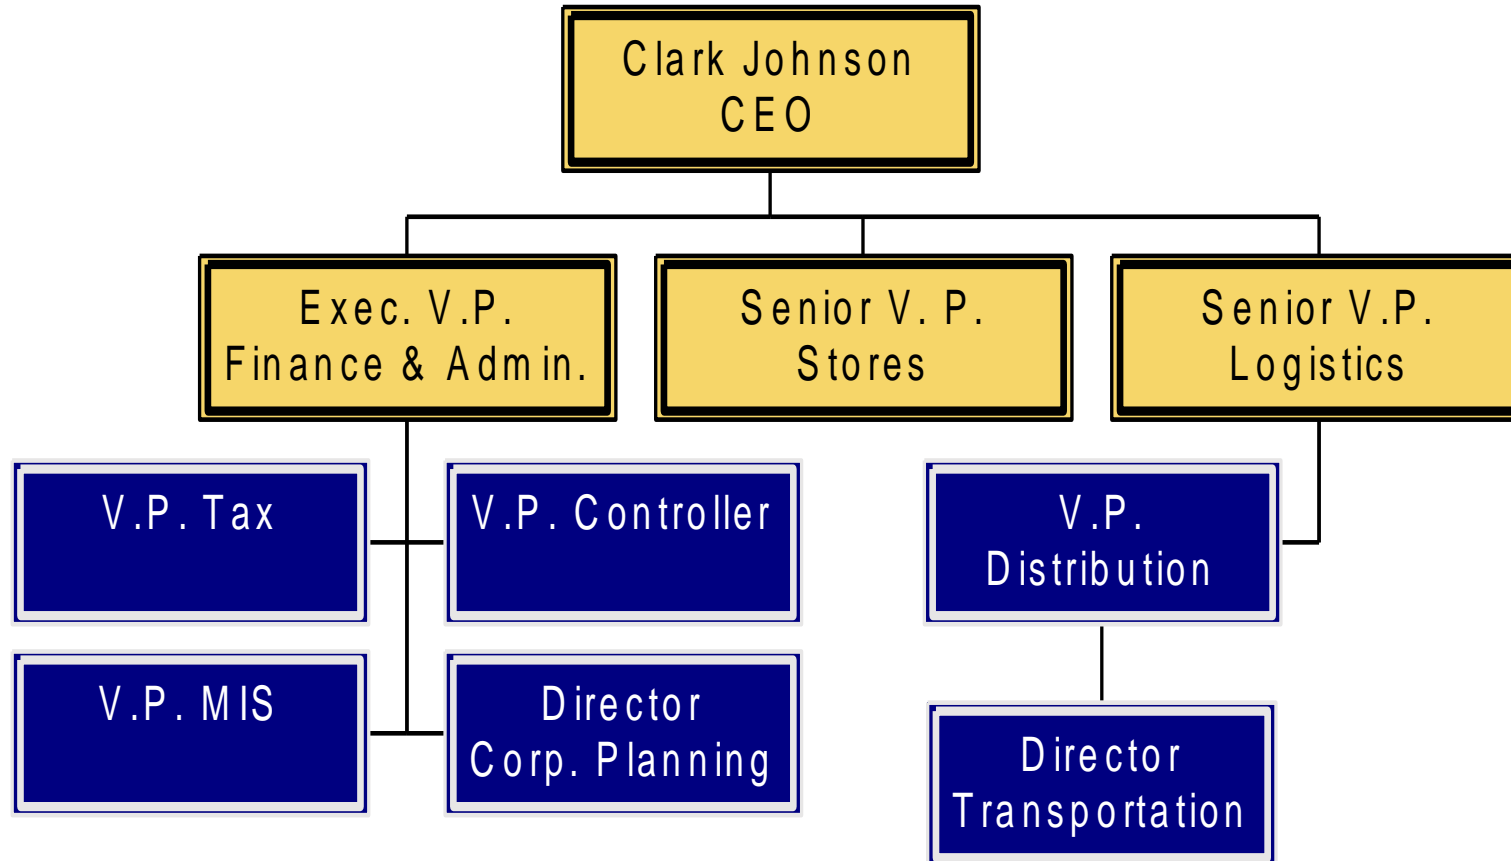 Clark Johnson
CEO
Exec. V.P.
Finance & Admin.
Senior V. P.
Stores
Senior V.P.
Logistics
V.P. Tax
V.P. Controller
V.P.
Distribution
V.P. MIS
Director
Corp. Planning
Director
Transportation